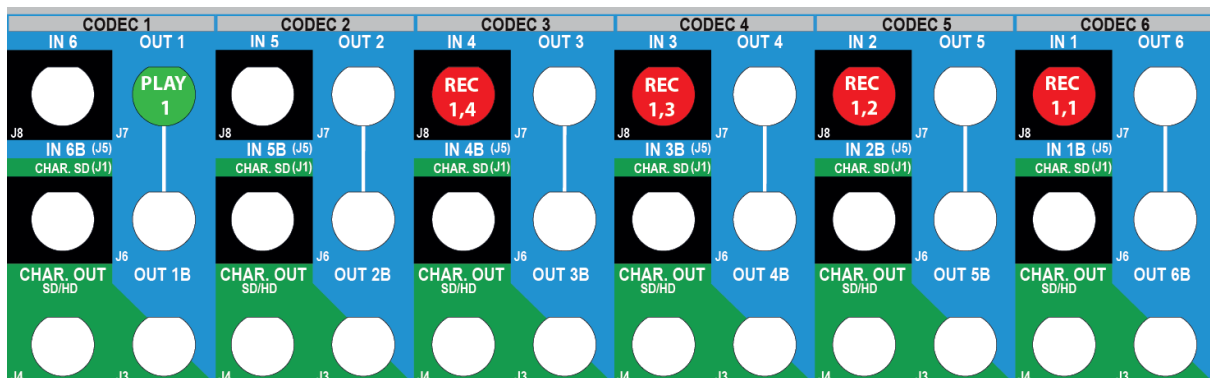 CODEC 1 CODEC 2 CODEC 3 CODEC 4 CODEC 5 CODEC 6
IN 6 OUT 1 IN 5 OUT 2 IN 4 OUT 3 IN 3 OUT 4 IN 2 OUT 5 IN 1 OUT 6
PLAY REC REC REC REC
1 1,4 1,3 1,2 1,1
J8 J7 J8 J7 J8 J7 J8 J7 J8 J7 J8 J7
IN 6B (J5) IN 5B (J5) IN 4B (J5) IN 3B (J5) IN 2B (J5) IN 1B (J5)
CHAR. SD (J1) CHAR. SD (J1) CHAR. SD (J1) CHAR. SD (J1) CHAR. SD (J1) CHAR. SD (J1)
J6 J6 J6 J6 J6 J6
CHAR. OUT OUT 1B CHAR. OUT OUT 2B CHAR. OUT OUT 3B CHAR. OUT OUT 4B CHAR. OUT OUT 5B CHAR. OUT OUT 6B
SD/HD SD/HD SD/HD SD/HD SD/HD SD/HD
J4 J3 J4 J3 J4 J3 J4 J3 J4 J3 J4 J3